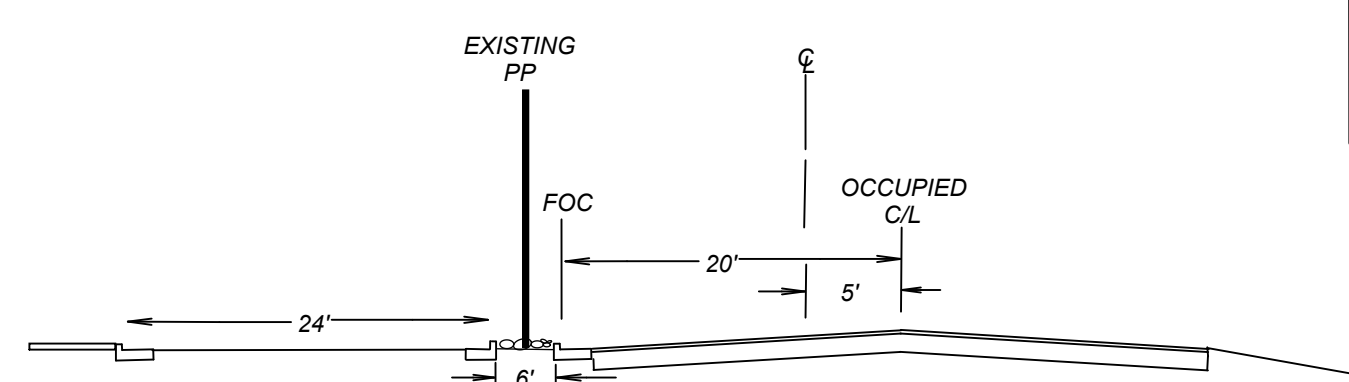 EXISTING
PP
℄
FOC
OCCUPIED
C/L
20'
5'
24'
6'